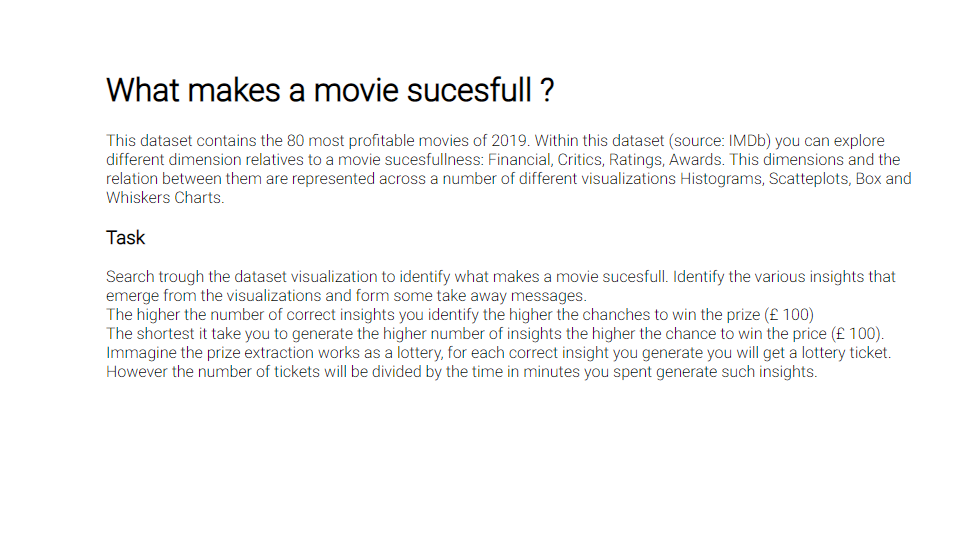 What makes a movie sucesfull ?
This dataset contains the 80 most profitable movies of 2019. Within this dataset (source: IMDb) you can explore
different dimension relatives to a movie sucesfullness: Financial, Critics, Ratings, Awards. This dimensions and the
relation between them are represented across a number of different visualizations Histograms, Scatteplots, Box and
Whiskers Charts.
Task
Search trough the dataset visualization to identify what makes a movie sucesfull. Identify the various insights that
emerge from the visualizations and form some take away messages.
The higher the number of correct insights you identify the higher the chanches to win the prize (£ 100)
The shortest it take you to generate the higher number of insights the higher the chance to win the price (£ 100).
Immagine the prize extraction works as a lottery, for each correct insight you generate you will get a lottery ticket.
However the number of tickets will be divided by the time in minutes you spent generate such insights.